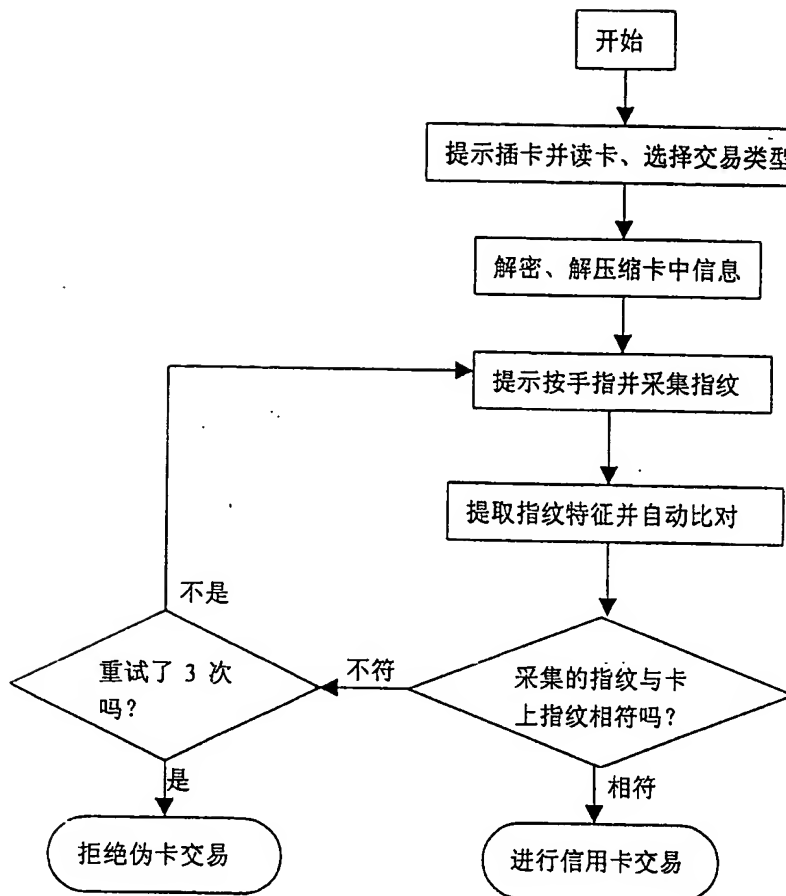 开始
提示插卡并读卡、选择交易类型
解密、解压缩卡中信息
提示按手指并采集指纹
提取指纹特征并自动比对
不是
重试了 3 次
吗?
不符
采集的指纹与卡
上指纹相符吗?
是
相符
拒绝伪卡交易
进行信用卡交易